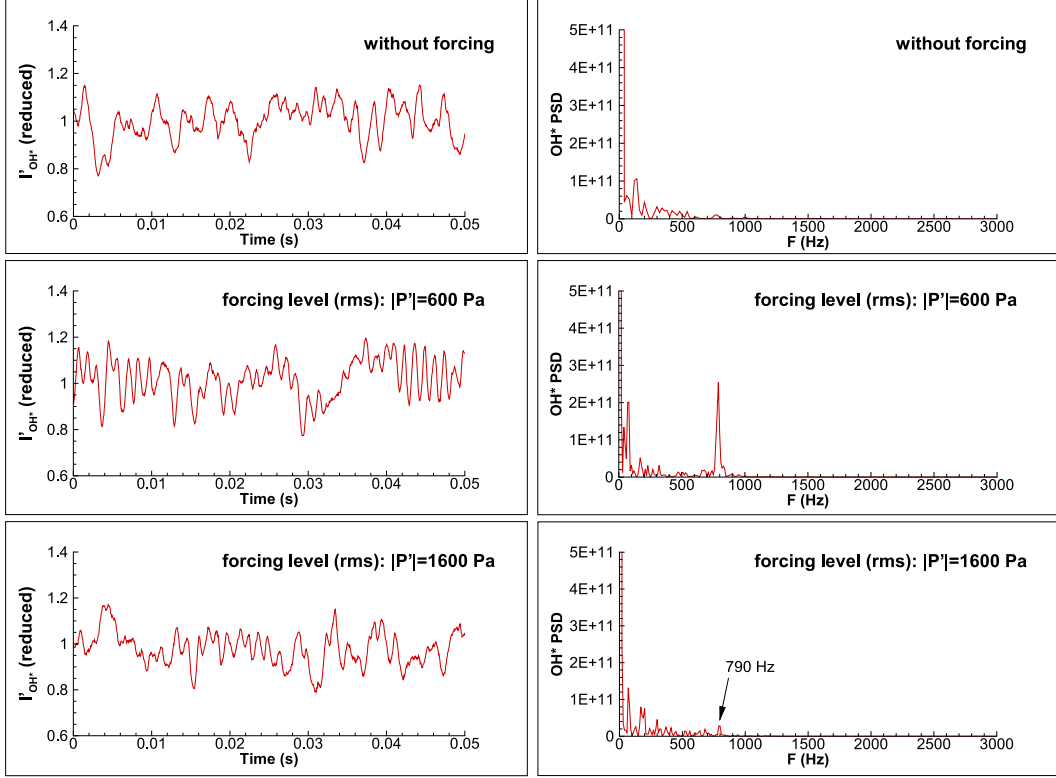 without forcing
I'OH* (reduced)
1.4
1.2
1
0.8
0.6
0 0.01 0.02 0.03 0.04 0.05
Time (s)
without forcing
OH* PSD
5E+11
4E+11
3E+11
2E+11
1E+11
0
0 500 1000 1500 2000 2500 3000
F (Hz)
forcing level (rms): |P'|=600 Pa
I'OH* (reduced)
1.4
1.2
1
0.8
0.6
0 0.01 0.02 0.03 0.04 0.05
Time (s)
forcing level (rms): |P'|=600 Pa
OH* PSD
5E+11
4E+11
3E+11
2E+11
1E+11
0
0 500 1000 1500 2000 2500 3000
F (Hz)
forcing level (rms): |P'|=1600 Pa
I'OH* (reduced)
1.4
1.2
1
0.8
0.6
0 0.01 0.02 0.03 0.04 0.05
Time (s)
forcing level (rms): |P'|=1600 Pa
OH* PSD
5E+11
4E+11
3E+11
2E+11
1E+11
0
790 Hz
0 500 1000 1500 2000 2500 3000
F (Hz)